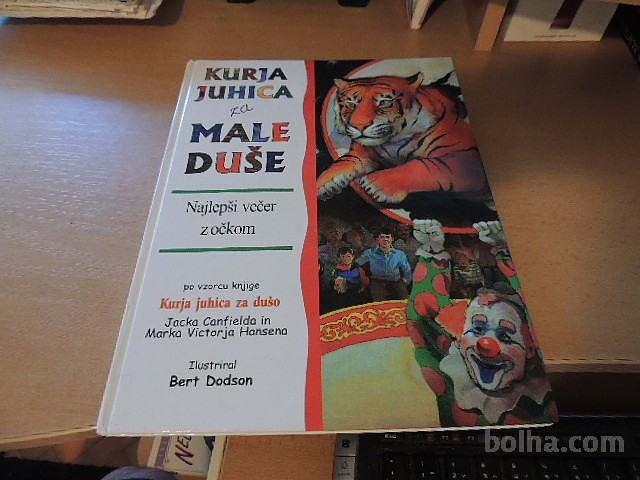 KURJA
JUHICA
za
MALE
DUŠE
Najlepši večer
z očkom
po vzorcu knjige
Kurja juhica za dušo
Jacka Canfielda in
Marka Victorja Hansena
Ilustriral
Bert Dodson
NE
bolha.com